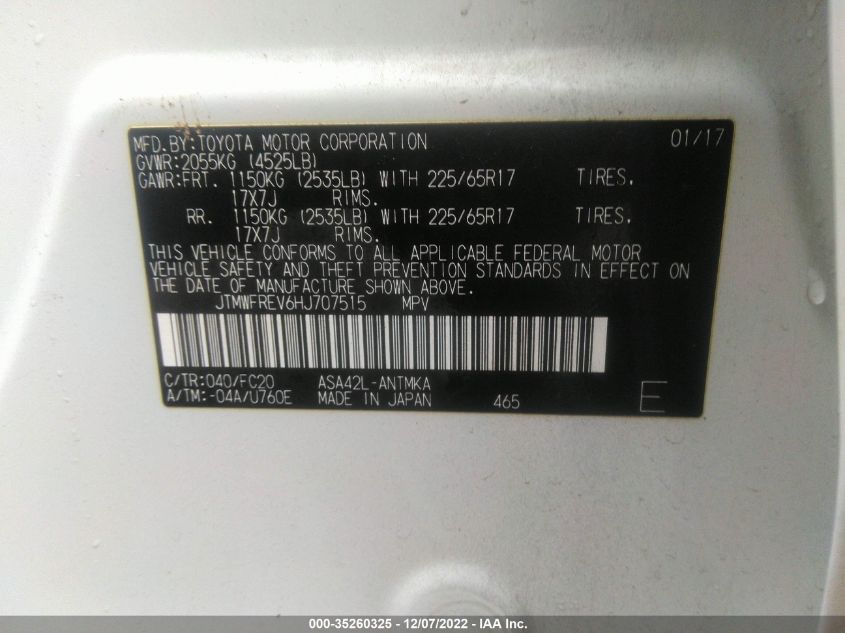 MFD.BY:TOYOTA MOTOR CORPORATION 01/17
GVWR:2055KG (4525LB)
GAWR:FRT. 1150KG (2535LB) WITH 225/65R17 TIRES.
17X7J RIMS.
RR. 1150KG (2535LB) WITH 225/65R17 TIRES.
17X7J RIMS.
THIS VEHICLE CONFORMS TO ALL APPLICABLE FEDERAL MOTOR
VEHICLE SAFETY AND THEFT PREVENTION STANDARDS IN EFFECT ON
THE DATE OF MANUFACTURE SHOWN ABOVE.
JTMWFREV6HJ707515 MPV
C/TR:040/FC20 ASA42L-ANTMKA
A/TM:-04A/U760E MADE IN JAPAN 465 E
000-35260325 - 12/07/2022 - IAA Inc.